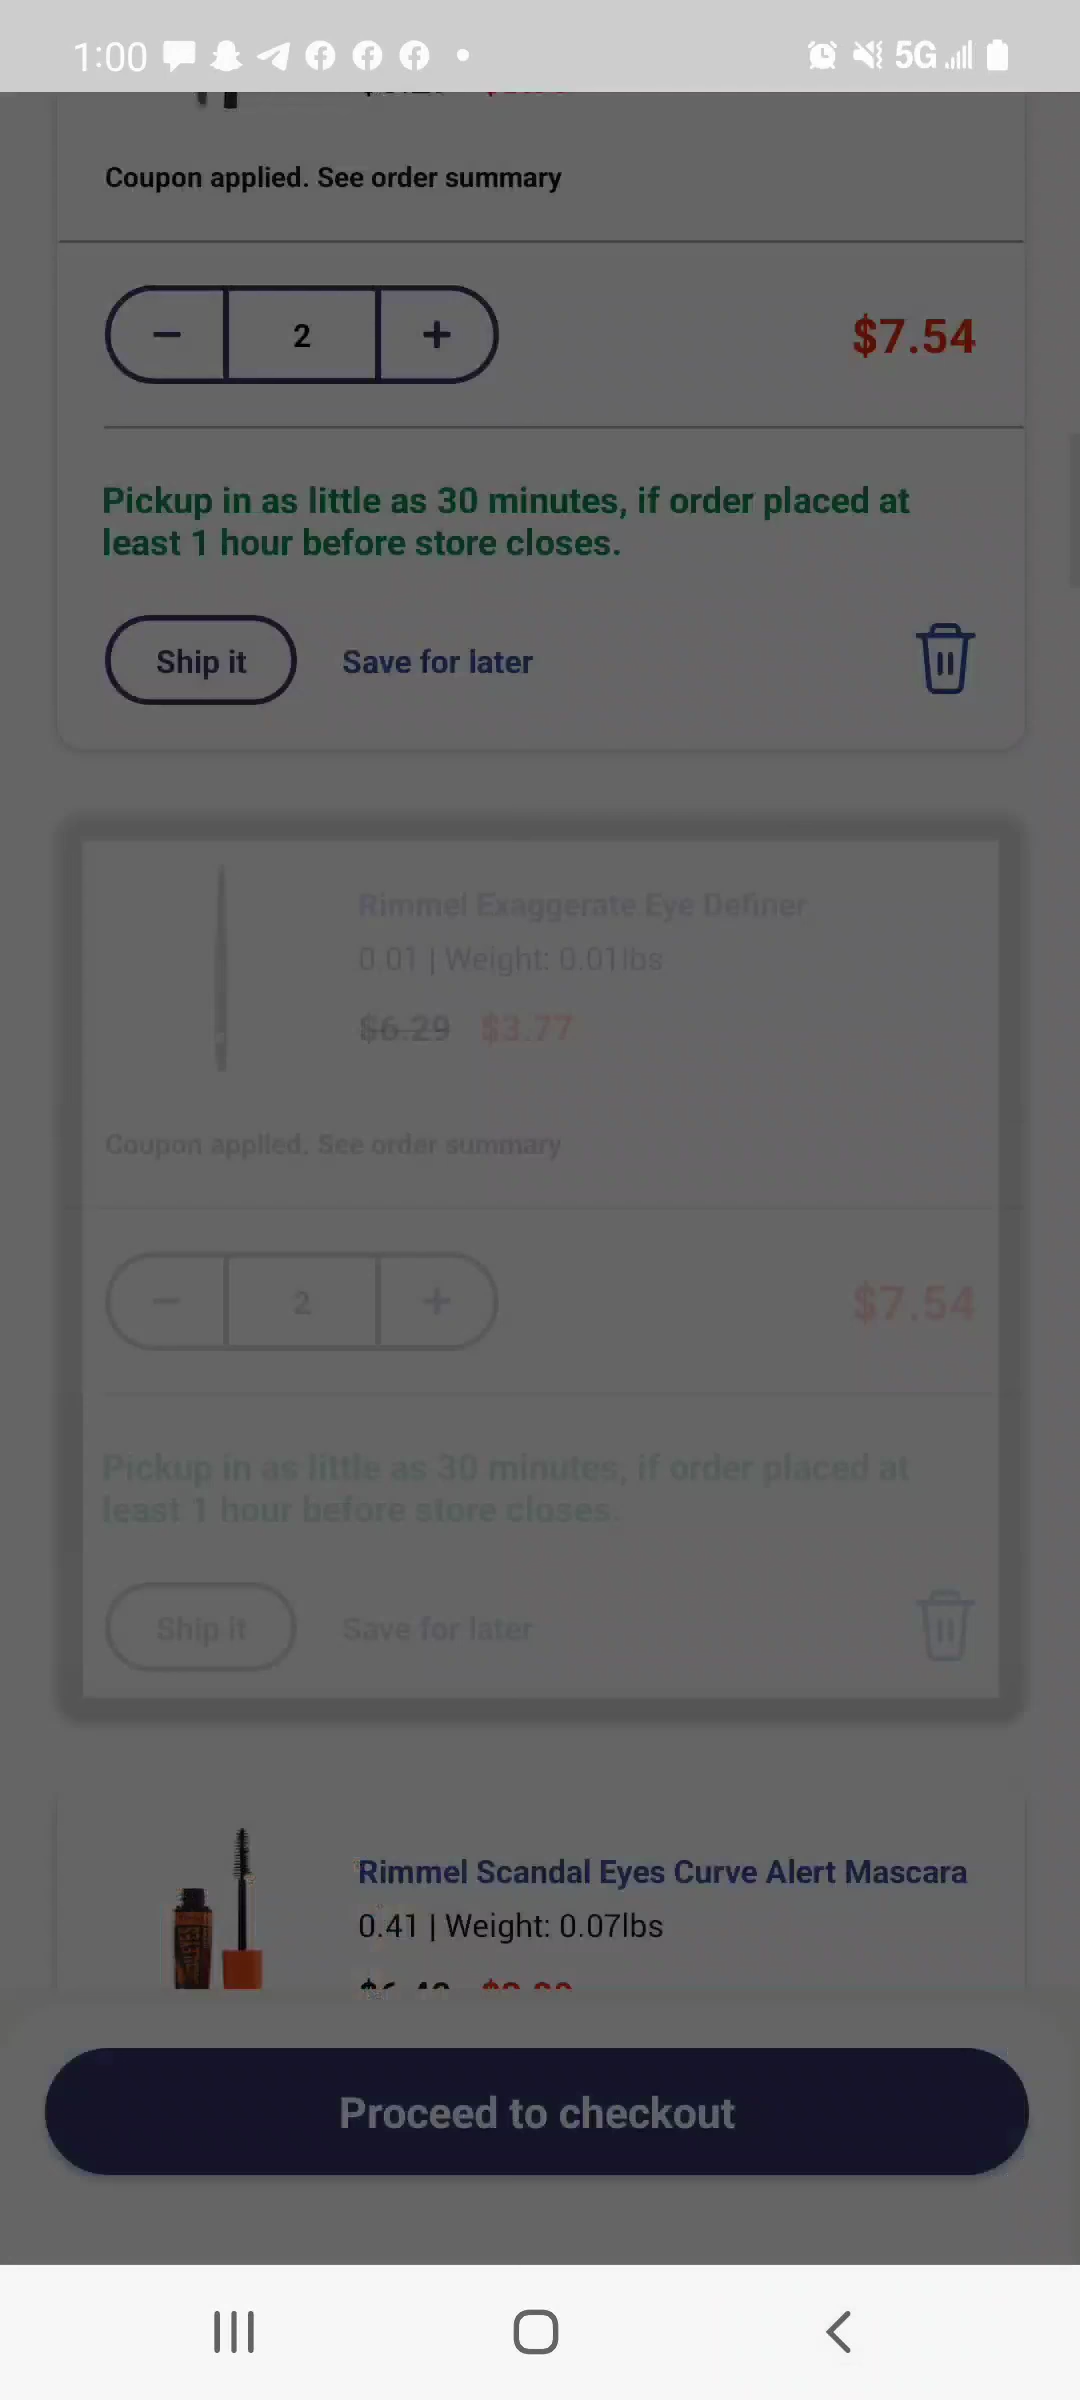 1:00
5G
Coupon applied. See order summary
2
$7.54
Pickup in as little as 30 minutes, if order placed at
least 1 hour before store closes.
Ship it
Save for later
Rimmel Exaggerate Eye Definer
0.01 | Weight: 0.01lbs
$6.29 $3.77
Coupon applied. See order summary
2
$7.54
Pickup in as little as 30 minutes, if order placed at
least 1 hour before store closes.
Ship it
Save for later
Rimmel Scandal Eyes Curve Alert Mascara
0.41 | Weight: 0.07lbs
Proceed to checkout